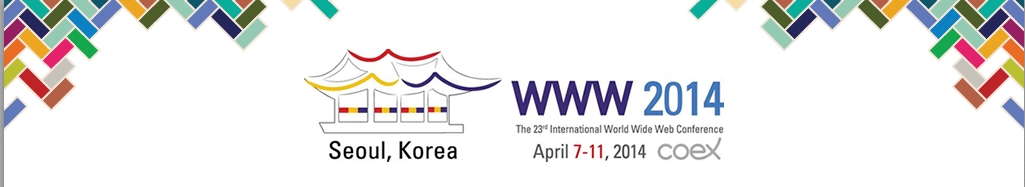 WWW 2014
The 23rd International World Wide Web Conference
Seoul, Korea
April 7-11, 2014 coex